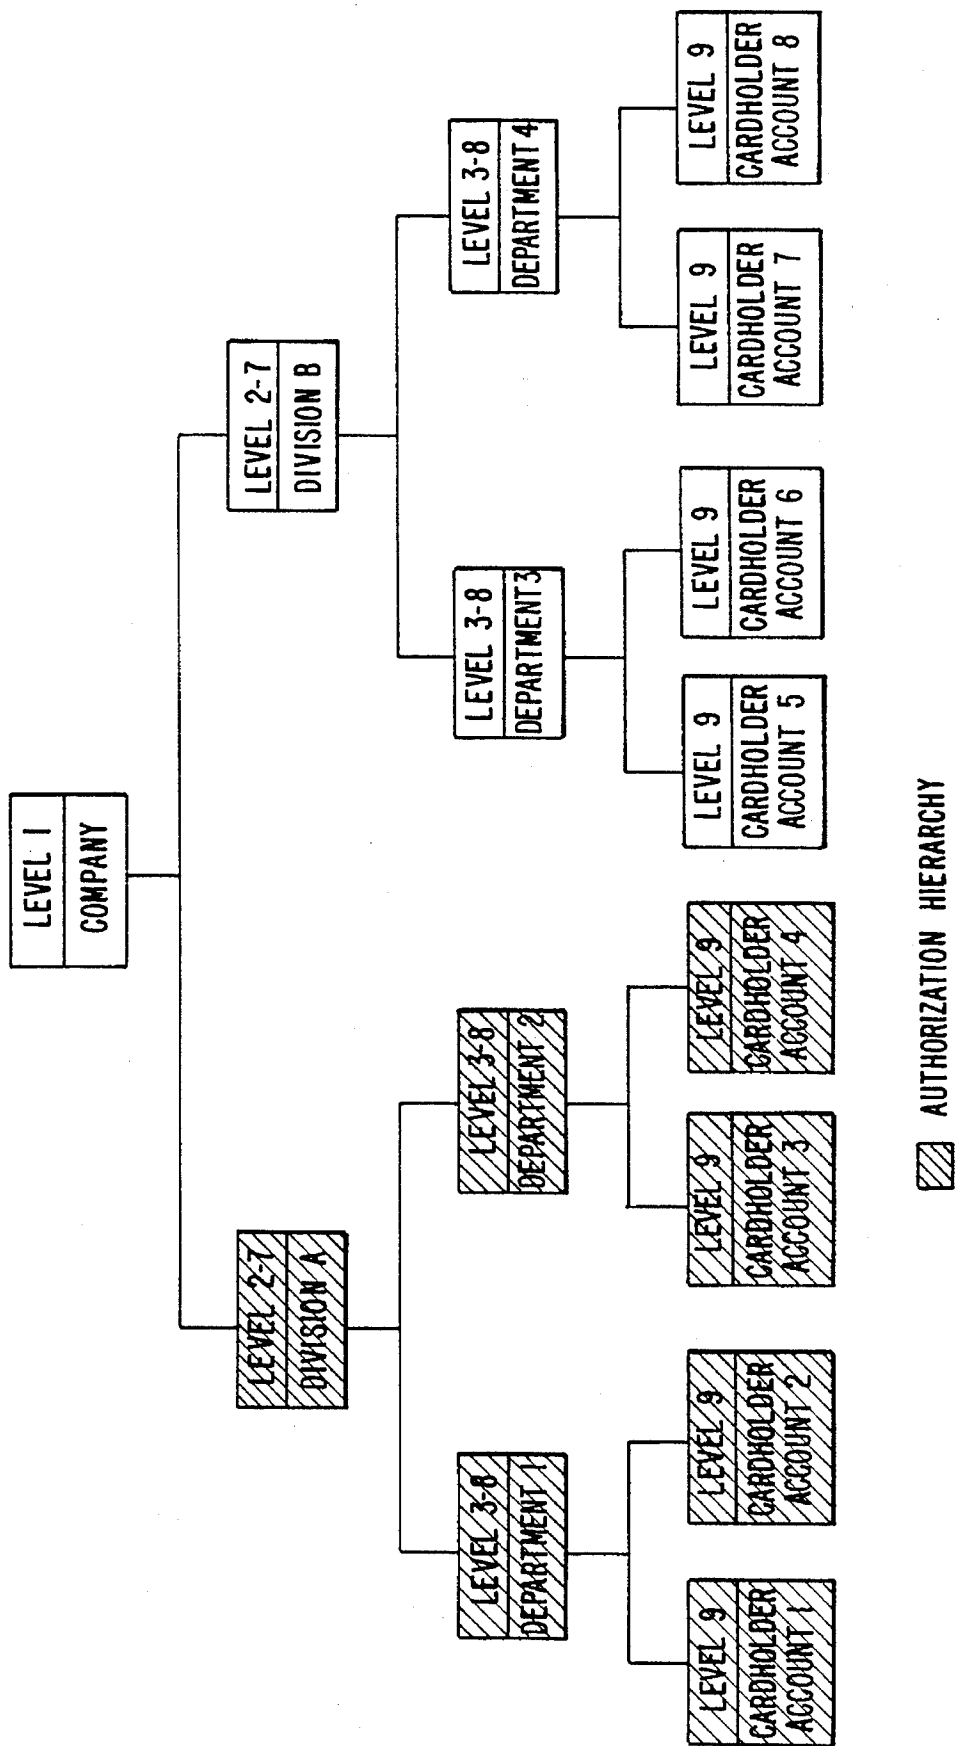 LEVEL 1
COMPANY
LEVEL 2-7
DIVISION A
LEVEL 2-7
DIVISION B
LEVEL 3-8
DEPARTMENT 1
LEVEL 3-8
DEPARTMENT 2
LEVEL 3-8
DEPARTMENT 3
LEVEL 3-8
DEPARTMENT 4
LEVEL 9
CARDHOLDER
ACCOUNT 1
LEVEL 9
CARDHOLDER
ACCOUNT 2
LEVEL 9
CARDHOLDER
ACCOUNT 3
LEVEL 9
CARDHOLDER
ACCOUNT 4
LEVEL 9
CARDHOLDER
ACCOUNT 5
LEVEL 9
CARDHOLDER
ACCOUNT 6
LEVEL 9
CARDHOLDER
ACCOUNT 7
LEVEL 9
CARDHOLDER
ACCOUNT 8
AUTHORIZATION HIERARCHY